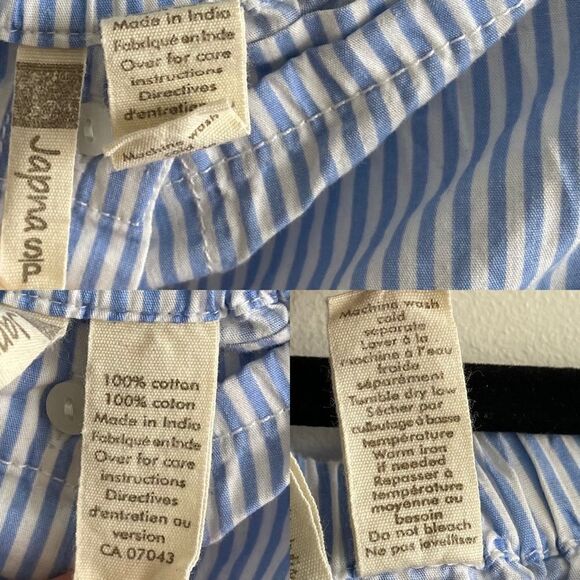 Made in India
Fabriqué en Inde
Over for care
instructions
Directives
d'entretien
Machine wash
Japna S/P
100% cotton
100% coton
Made in India
Fabriqué en Inde
Over for care
instructions
Directives
d'entretien au
version
CA 07043
Machine wash
cold
separate
Laver à la
machine à l'eau
froide
séparément
Tumble dry low
Sécher par
culbutage à basse
température
Warm iron
if needed
Repasser à
température
moyenne au
besoin
Do not bleach
Ne pas javelliser